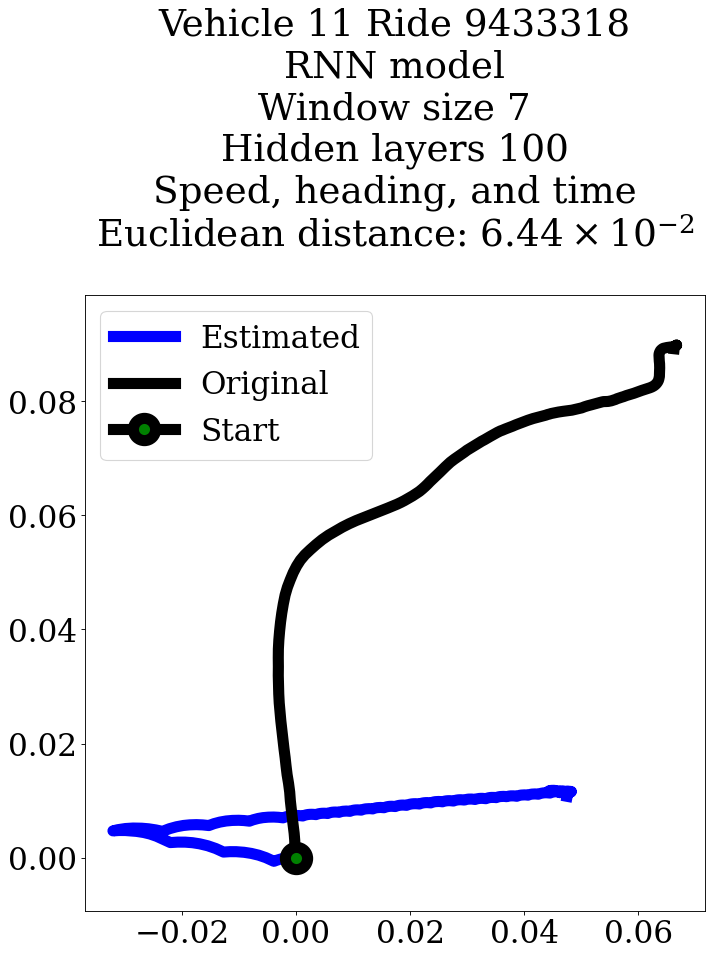 Vehicle 11 Ride 9433318
RNN model
Window size 7
Hidden layers 100
Speed, heading, and time
Euclidean distance: 6.44 × 10⁻²
Estimated
Original
Start
0.08
0.06
0.04
0.02
0.00
−0.02 0.00 0.02 0.04 0.06